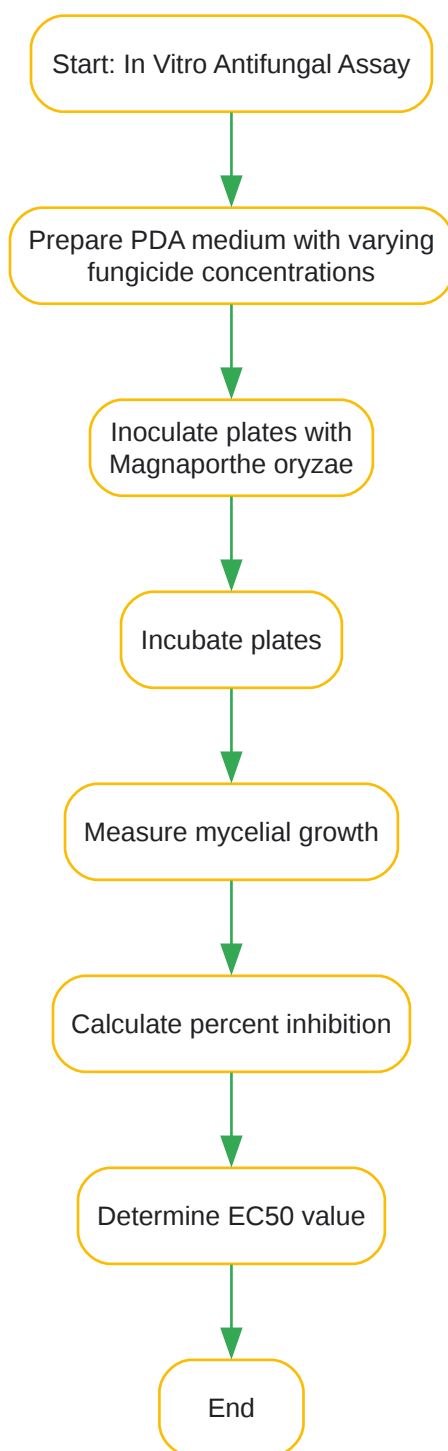 Start: In Vitro Antifungal Assay
Prepare PDA medium with varying
fungicide concentrations
Inoculate plates with
Magnaporthe oryzae
Incubate plates
Measure mycelial growth
Calculate percent inhibition
Determine EC50 value
End